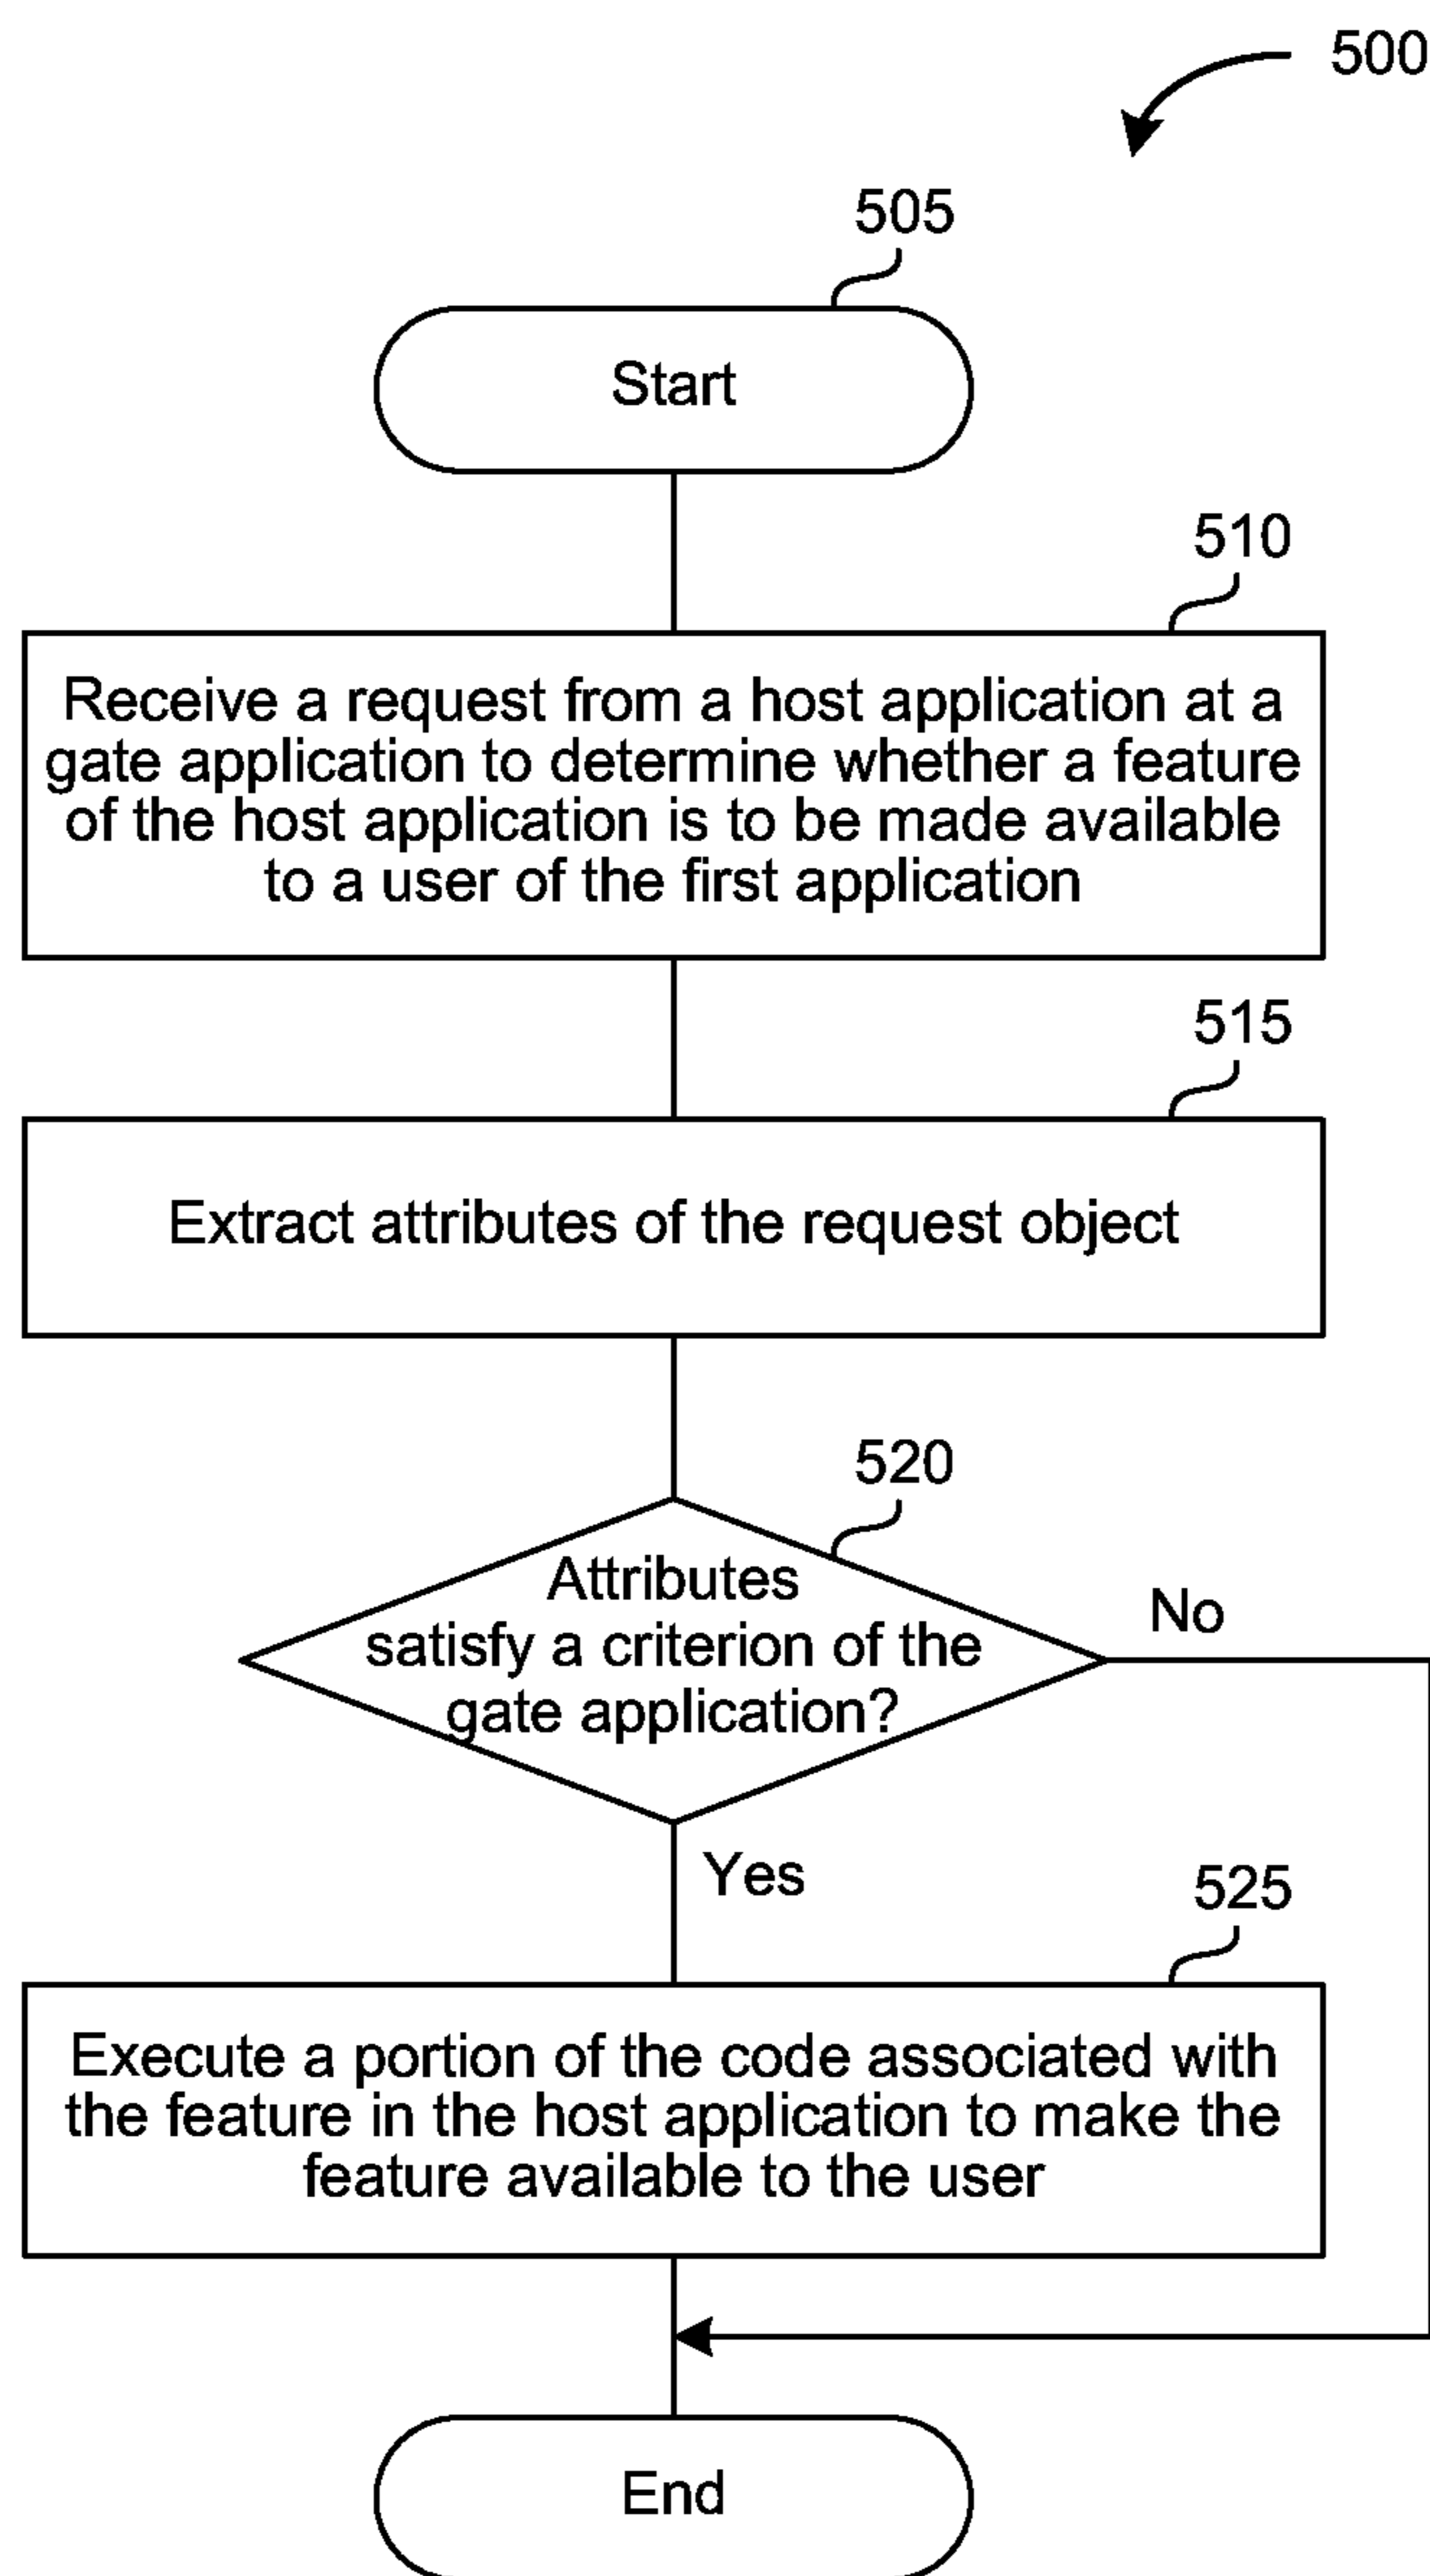 500
505
Start
510
Receive a request from a host application at a
gate application to determine whether a feature
of the host application is to be made available
to a user of the first application
515
Extract attributes of the request object
520
Attributes
satisfy a criterion of the
gate application?
No
Yes
525
Execute a portion of the code associated with
the feature in the host application to make the
feature available to the user
End